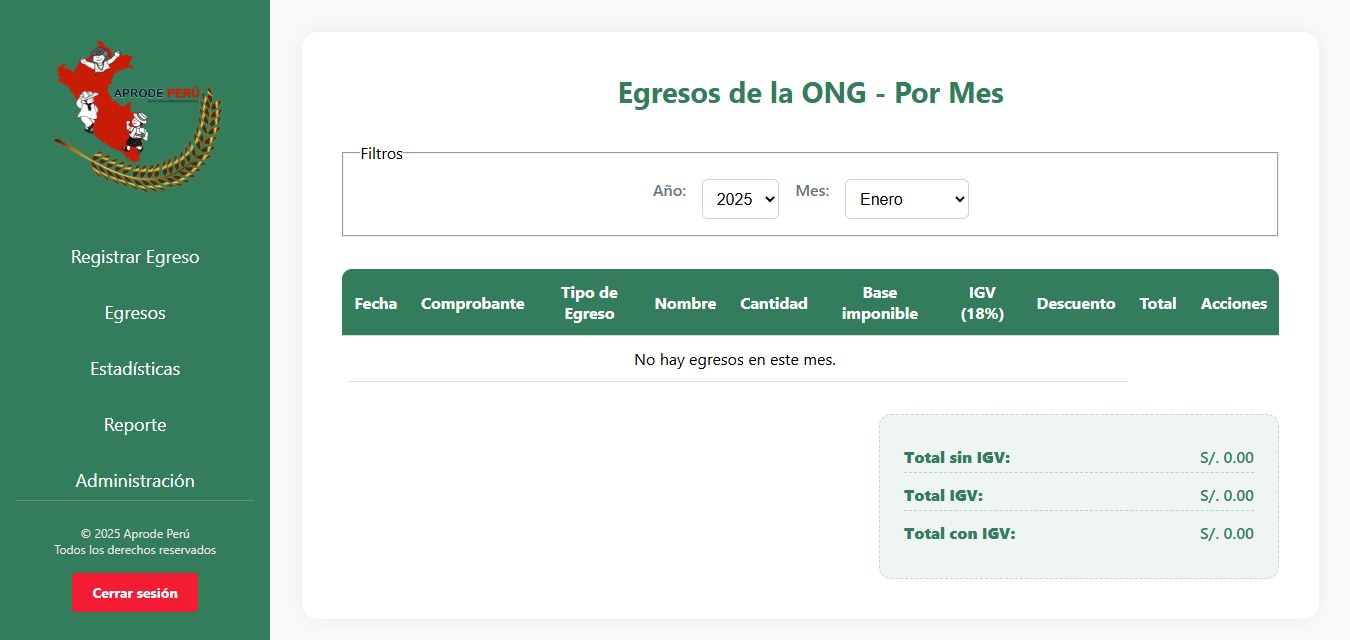 APRODE PERÚ
Registrar Egreso
Egresos
Estadísticas
Reporte
Administración
© 2025 Aprode Perú
Todos los derechos reservados
Cerrar sesión
Egresos de la ONG - Por Mes
Filtros
Año: 2025 Mes: Enero
Fecha Comprobante Tipo de Egreso Nombre Cantidad Base imponible IGV (18%) Descuento Total Acciones
No hay egresos en este mes.
Total sin IGV: S/. 0.00
Total IGV: S/. 0.00
Total con IGV: S/. 0.00